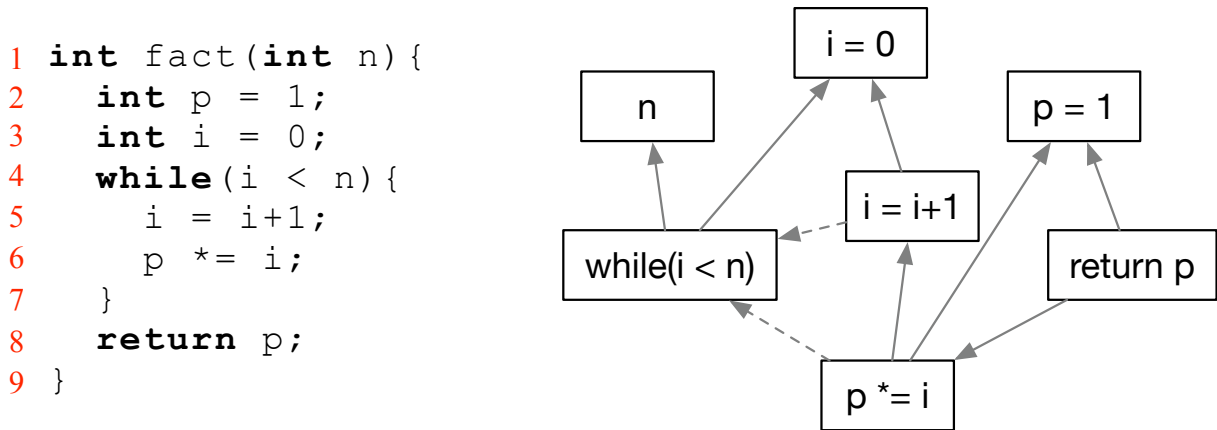 1 int fact(int n){
2 int p = 1;
3 int i = 0;
4 while(i < n){
5 i = i+1;
6 p *= i;
7 }
8 return p;
9 }
i = 0
n
p = 1
i = i+1
while(i < n)
return p
p *= i